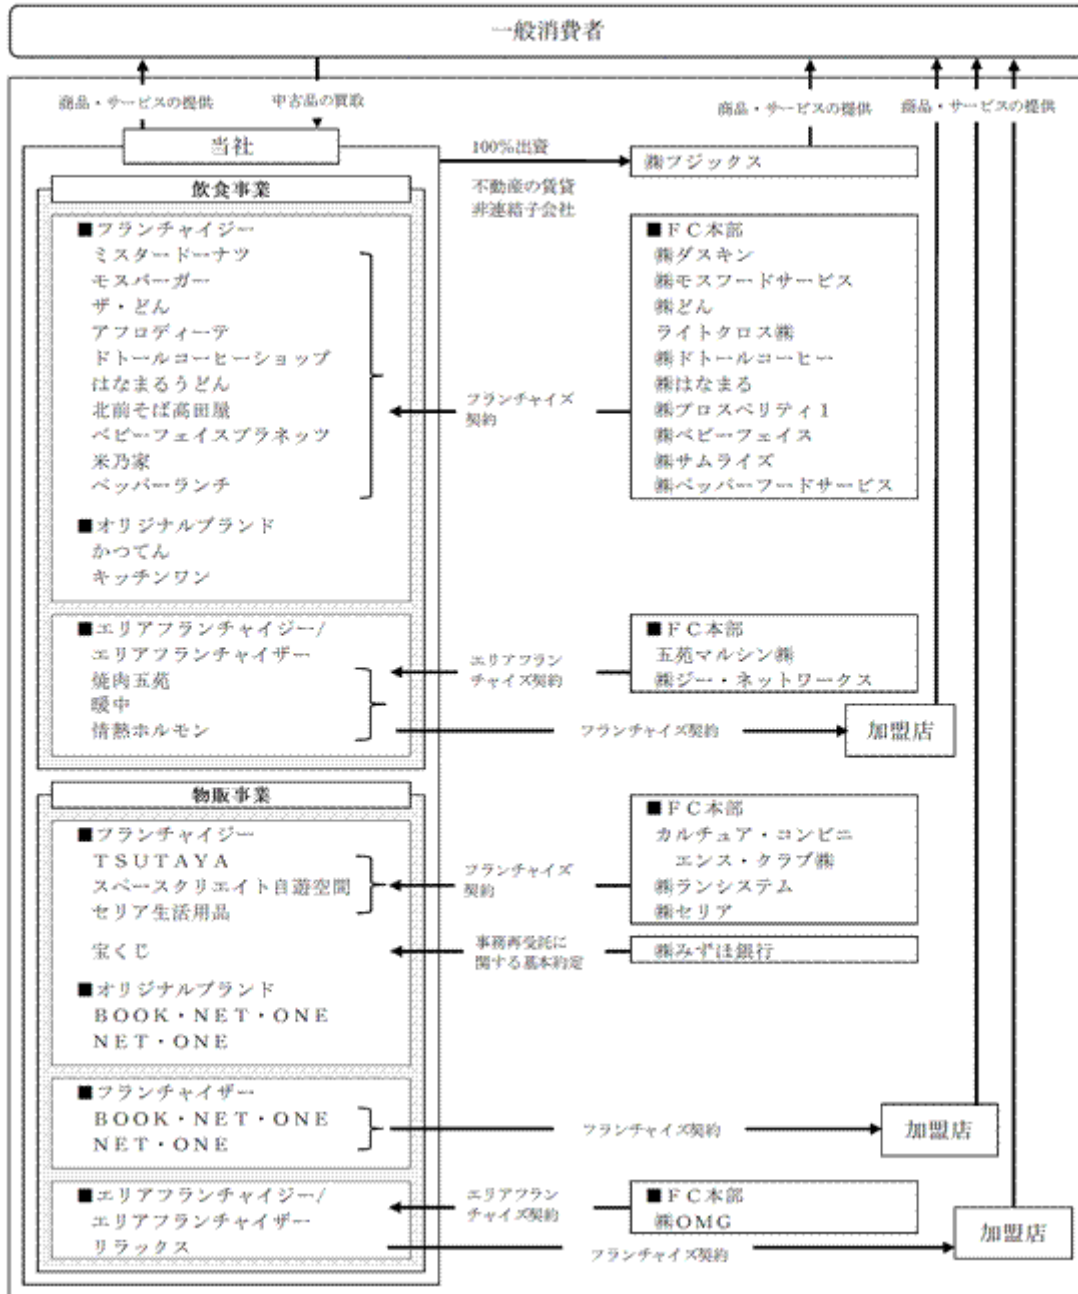 一般消費者
商品・サービスの提供
中古品の買取
商品・サービスの提供
商品・サービスの提供
当社
100%出資
㈱フジックス
不動産の賃貸
非連結子会社
飲食事業
■フランチャイジー
ミスタードーナツ
モスバーガー
ザ・どん
アフロディーテ
ドトールコーヒーショップ
はなまるうどん
北前そば高田屋
ベビーフェイスプラネッツ
米乃家
ペッパーランチ
フランチャイズ
契約
■FC本部
㈱ダスキン
㈱モスフードサービス
㈱どん
ライトクロス㈱
㈱ドトールコーヒー
㈱はなまる
㈱プロスペリティ1
㈱ベビーフェイス
㈱サムライズ
㈱ペッパーフードサービス
■オリジナルブランド
かつてん
キッチンワン
■エリアフランチャイジー/
エリアフランチャイザー
焼肉五苑
暖中
情熱ホルモン
エリアフラン
チャイズ契約
■FC本部
五苑マルシン㈱
㈱ジー・ネットワークス
フランチャイズ契約
加盟店
物販事業
■フランチャイジー
TSUTAYA
スペースクリエイト自遊空間
セリア生活用品
フランチャイズ
契約
■FC本部
カルチュア・コンビニ
エンス・クラブ㈱
㈱ランシステム
㈱セリア
宝くじ
事務再受託に
関する基本約定
㈱みずほ銀行
■オリジナルブランド
BOOK・NET・ONE
NET・ONE
■フランチャイザー
BOOK・NET・ONE
NET・ONE
フランチャイズ契約
加盟店
■エリアフランチャイジー/
エリアフランチャイザー
リラックス
エリアフラン
チャイズ契約
■FC本部
㈱OMG
フランチャイズ契約
加盟店